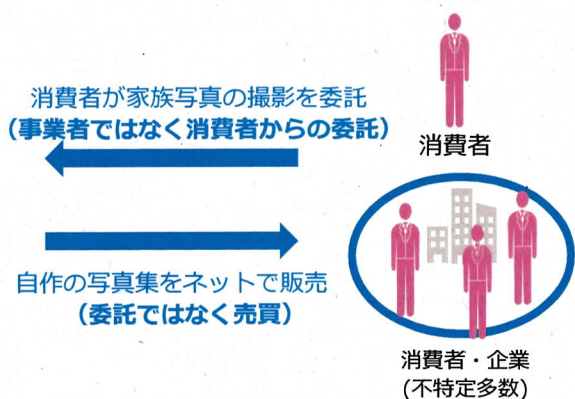 消費者が家族写真の撮影を委託
(事業者ではなく消費者からの委託)
消費者
自作の写真集をネットで販売
(委託ではなく売買)
消費者・企業
(不特定多数)